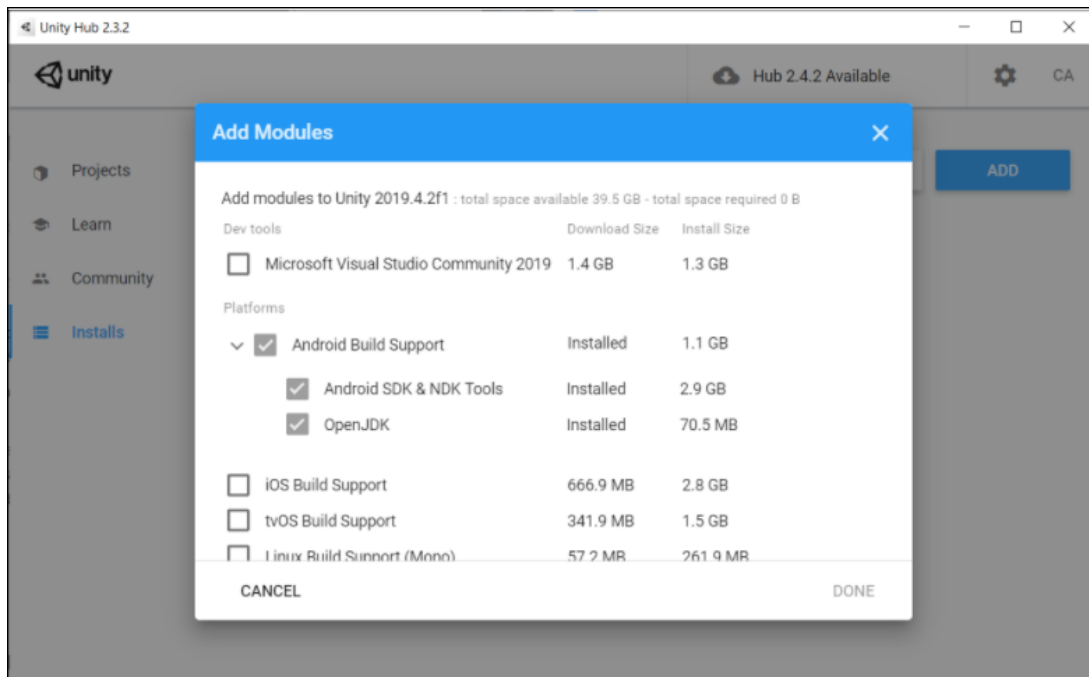 Unity Hub 2.3.2
unity
Hub 2.4.2 Available
CA
Add Modules
Projects
ADD
Add modules to Unity 2019.4.2f1 : total space available 39.5 GB - total space required 0 B
Learn
Dev tools Download Size Install Size
Microsoft Visual Studio Community 2019 1.4 GB 1.3 GB
Community
Platforms
Installs
Android Build Support Installed 1.1 GB
Android SDK & NDK Tools Installed 2.9 GB
OpenJDK Installed 70.5 MB
iOS Build Support 666.9 MB 2.8 GB
tvOS Build Support 341.9 MB 1.5 GB
Linux Build Support (Mono) 57.2 MB 261.9 MB
CANCEL DONE